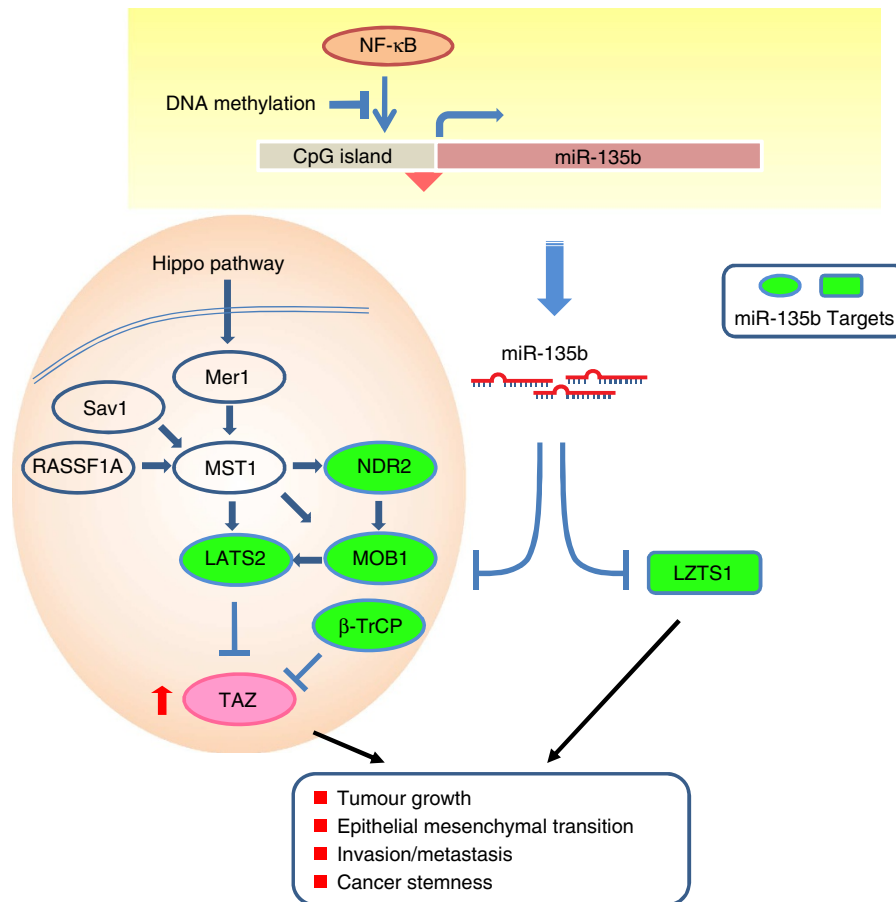 NF-κB
DNA methylation
CpG island
miR-135b
Hippo pathway
miR-135b Targets
miR-135b
Mer1
Sav1
RASSF1A
MST1
NDR2
LATS2
MOB1
LZTS1
β-TrCP
TAZ
Tumour growth
Epithelial mesenchymal transition
Invasion/metastasis
Cancer stemness